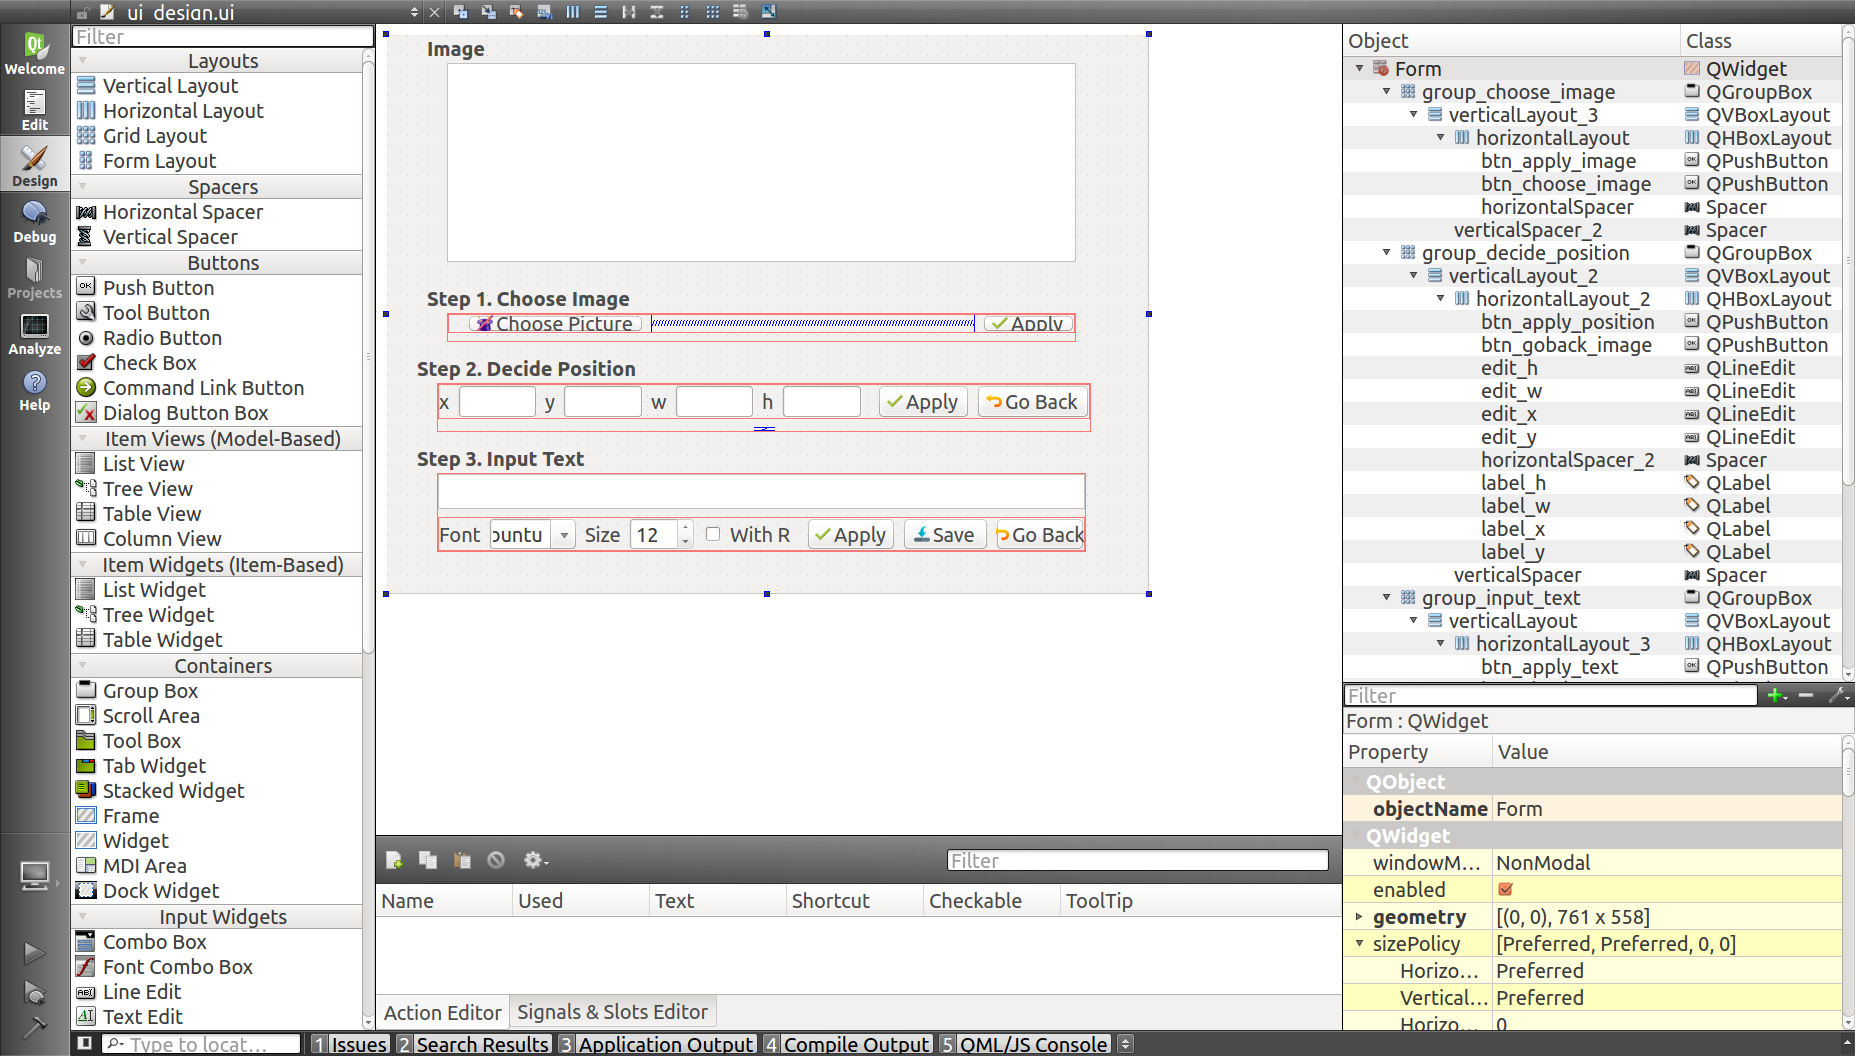 ui_design.ui
Welcome
Edit
Design
Debug
Projects
Analyze
Help
Filter
Layouts
Vertical Layout
Horizontal Layout
Grid Layout
Form Layout
Spacers
Horizontal Spacer
Vertical Spacer
Buttons
Push Button
Tool Button
Radio Button
Check Box
Command Link Button
Dialog Button Box
Item Views (Model-Based)
List View
Tree View
Table View
Column View
Item Widgets (Item-Based)
List Widget
Tree Widget
Table Widget
Containers
Group Box
Scroll Area
Tool Box
Tab Widget
Stacked Widget
Frame
Widget
MDI Area
Dock Widget
Input Widgets
Combo Box
Font Combo Box
Line Edit
Text Edit
Image
Step 1. Choose Image
Choose Picture Apply
Step 2. Decide Position
x y w h Apply Go Back
Step 3. Input Text
Font ountu Size 12 With R Apply Save Go Back
Filter
Name Used Text Shortcut Checkable ToolTip
Action Editor Signals & Slots Editor
Object Class
Form QWidget
group_choose_image QGroupBox
verticalLayout_3 QVBoxLayout
horizontalLayout QHBoxLayout
btn_apply_image QPushButton
btn_choose_image QPushButton
horizontalSpacer Spacer
verticalSpacer_2 Spacer
group_decide_position QGroupBox
verticalLayout_2 QVBoxLayout
horizontalLayout_2 QHBoxLayout
btn_apply_position QPushButton
btn_goback_image QPushButton
edit_h QLineEdit
edit_w QLineEdit
edit_x QLineEdit
edit_y QLineEdit
horizontalSpacer_2 Spacer
label_h QLabel
label_w QLabel
label_x QLabel
label_y QLabel
verticalSpacer Spacer
group_input_text QGroupBox
verticalLayout QVBoxLayout
horizontalLayout_3 QHBoxLayout
btn_apply_text QPushButton
Filter
Form : QWidget
Property Value
QObject
objectName Form
QWidget
windowM... NonModal
enabled
geometry [(0, 0), 761 x 558]
sizePolicy [Preferred, Preferred, 0, 0]
Horizo... Preferred
Vertical... Preferred
Horizo... 0
Type to locat... 1 Issues 2 Search Results 3 Application Output 4 Compile Output 5 QML/JS Console